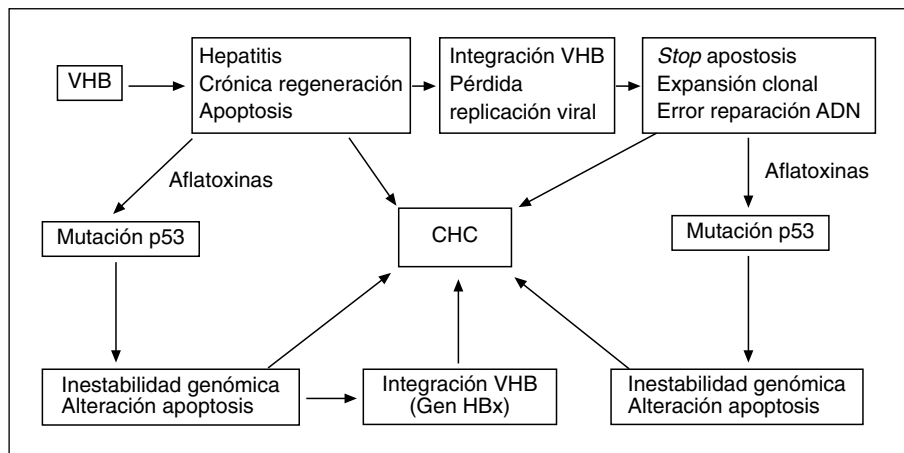 VHB
Hepatitis
Crónica regeneración
Apoptosis
Integración VHB
Pérdida
replicación viral
Stop apostosis
Expansión clonal
Error reparación ADN
Aflatoxinas
Aflatoxinas
Mutación p53
CHC
Mutación p53
Inestabilidad genómica
Alteración apoptosis
Integración VHB
(Gen HBx)
Inestabilidad genómica
Alteración apoptosis